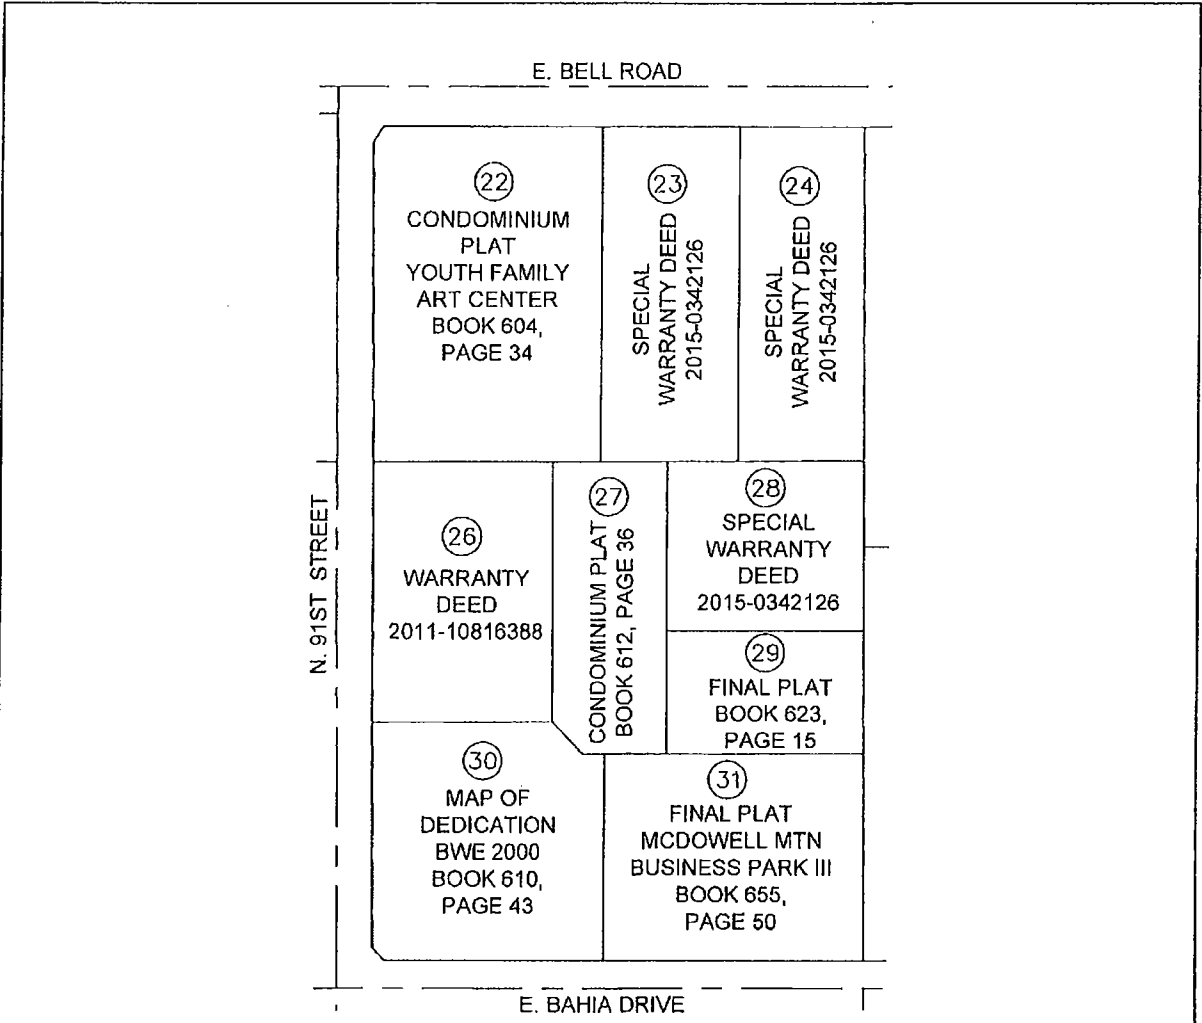 E. BELL ROAD
22
CONDOMINIUM
PLAT
YOUTH FAMILY
ART CENTER
BOOK 604,
PAGE 34
23
SPECIAL
WARRANTY DEED
2015-0342126
24
SPECIAL
WARRANTY DEED
2015-0342126
N. 91ST STREET
26
WARRANTY
DEED
2011-10816388
27
CONDOMINIUM PLAT
BOOK 612, PAGE 36
28
SPECIAL
WARRANTY
DEED
2015-0342126
29
FINAL PLAT
BOOK 623,
PAGE 15
30
MAP OF
DEDICATION
BWE 2000
BOOK 610,
PAGE 43
31
FINAL PLAT
MCDOWELL MTN
BUSINESS PARK III
BOOK 655,
PAGE 50
E. BAHIA DRIVE